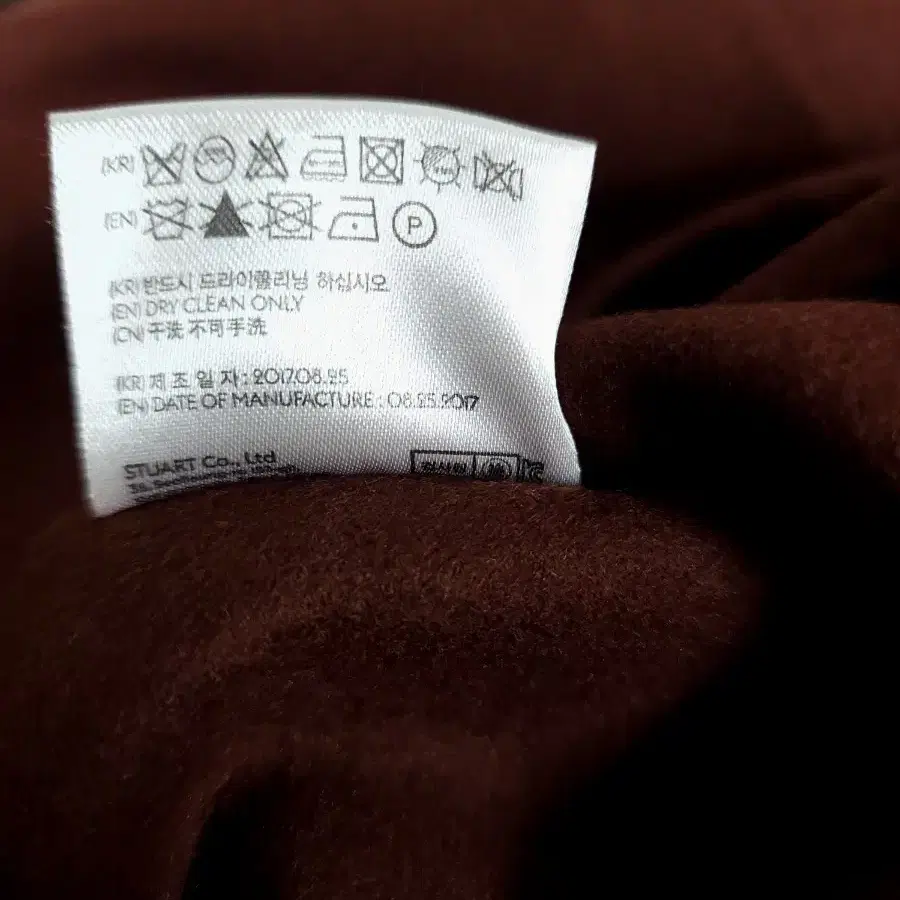 (KR)
(EN) P
(KR) 반드시 드라이클리닝 하십시오
(EN) DRY CLEAN ONLY
(CN) 干洗 不可手洗
(KR) 제 조 일 자 : 2017.08.25
(EN) DATE OF MANUFACTURE : 08.25.2017
STUART Co., Ltd